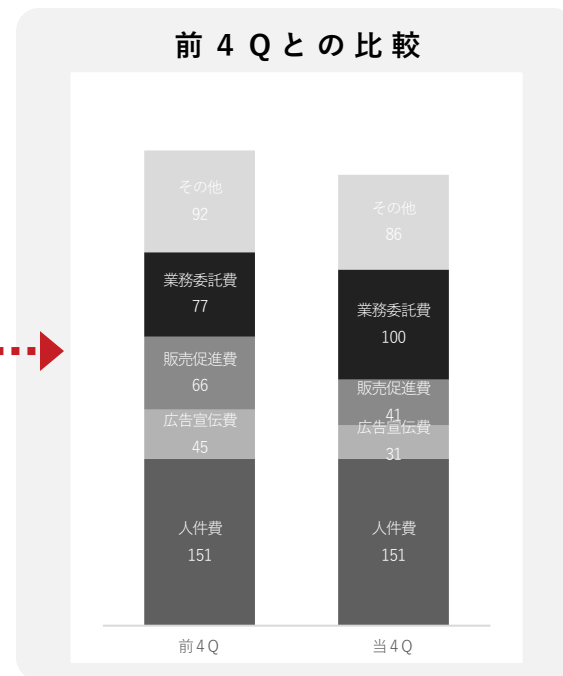 前４Ｑとの比較
その他
92
業務委託費
77
販売促進費
66
広告宣伝費
45
人件費
151
前４Ｑ
その他
86
業務委託費
100
販売促進費
41
広告宣伝費
31
人件費
151
当４Ｑ